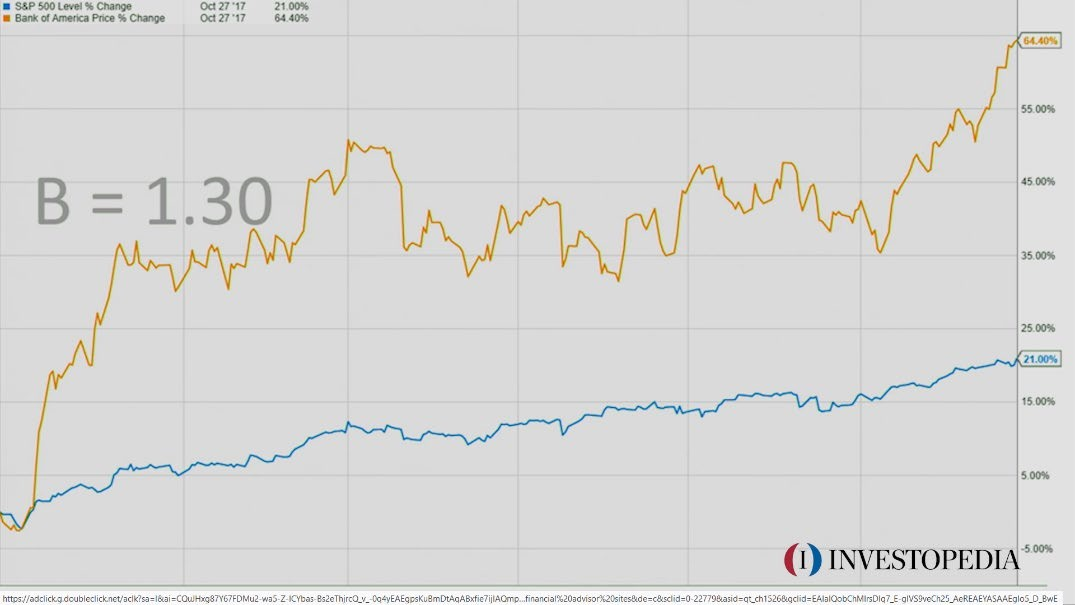 S&P 500 Level % Change Oct 27 '17 21.00%
Bank of America Price % Change Oct 27 '17 64.40%
64.40%
55.00%
B = 1.30
45.00%
35.00%
25.00%
21.00%
15.00%
5.00%
-5.00%
(I) INVESTOPEDIA